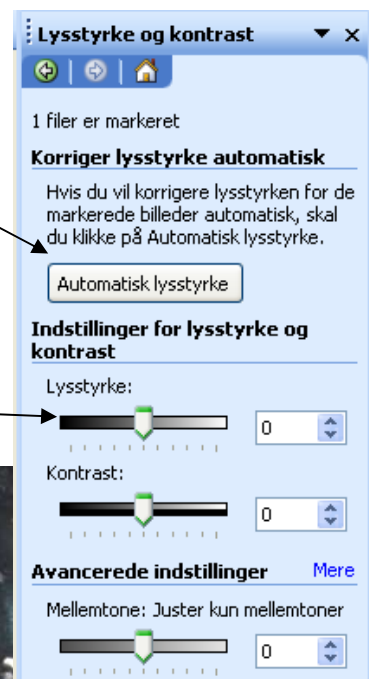 Lysstyrke og kontrast
1 filer er markeret
Korriger lysstyrke automatisk
Hvis du vil korrigere lysstyrken for de
markerede billeder automatisk, skal
du klikke på Automatisk lysstyrke.
Automatisk lysstyrke
Indstillinger for lysstyrke og
kontrast
Lysstyrke:
0
Kontrast:
0
Avancerede indstillinger Mere
Mellemtone: Juster kun mellemtoner
0